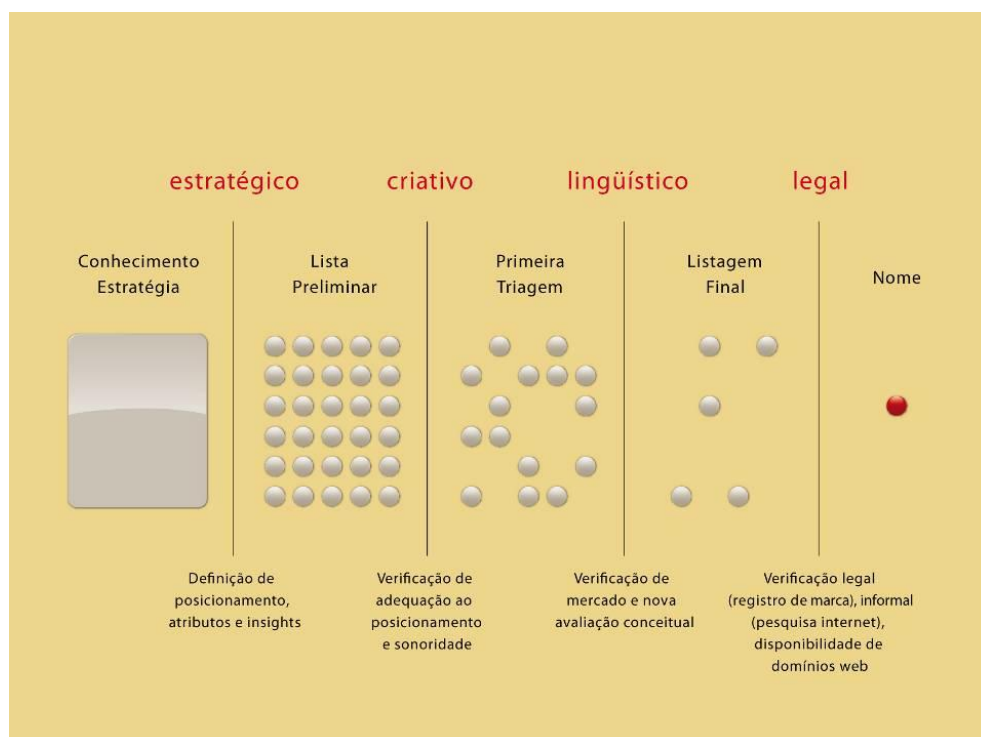 estratégico
criativo
lingüístico
legal
Conhecimento
Estratégia
Lista
Preliminar
Primeira
Triagem
Listagem
Final
Nome
Definição de
posicionamento,
atributos e insights
Verificação de
adequação ao
posicionamento
e sonoridade
Verificação de
mercado e nova
avaliação conceitual
Verificação legal
(registro de marca), informal
(pesquisa internet),
disponibilidade de
domínios web